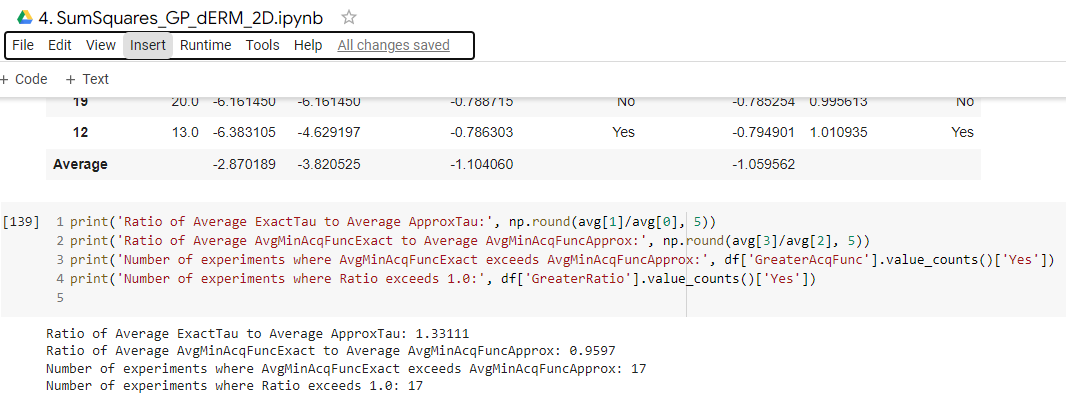 4. SumSquares_GP_dERM_2D.ipynb
File Edit View Insert Runtime Tools Help All changes saved
+ Code + Text
19 20.0 -6.161450 -6.161450 -0.788715 No -0.785254 0.995613 No
12 13.0 -6.383105 -4.629197 -0.786303 Yes -0.794901 1.010935 Yes
Average -2.870189 -3.820525 -1.104060 -1.059562
[139] 1 print('Ratio of Average ExactTau to Average ApproxTau:', np.round(avg[1]/avg[0], 5))
2 print('Ratio of Average AvgMinAcqFuncExact to Average AvgMinAcqFuncApprox:', np.round(avg[3]/avg[2], 5))
3 print('Number of experiments where AvgMinAcqFuncExact exceeds AvgMinAcqFuncApprox:', df['GreaterAcqFunc'].value_counts()['Yes'])
4 print('Number of experiments where Ratio exceeds 1.0:', df['GreaterRatio'].value_counts()['Yes'])
5
Ratio of Average ExactTau to Average ApproxTau: 1.33111
Ratio of Average AvgMinAcqFuncExact to Average AvgMinAcqFuncApprox: 0.9597
Number of experiments where AvgMinAcqFuncExact exceeds AvgMinAcqFuncApprox: 17
Number of experiments where Ratio exceeds 1.0: 17